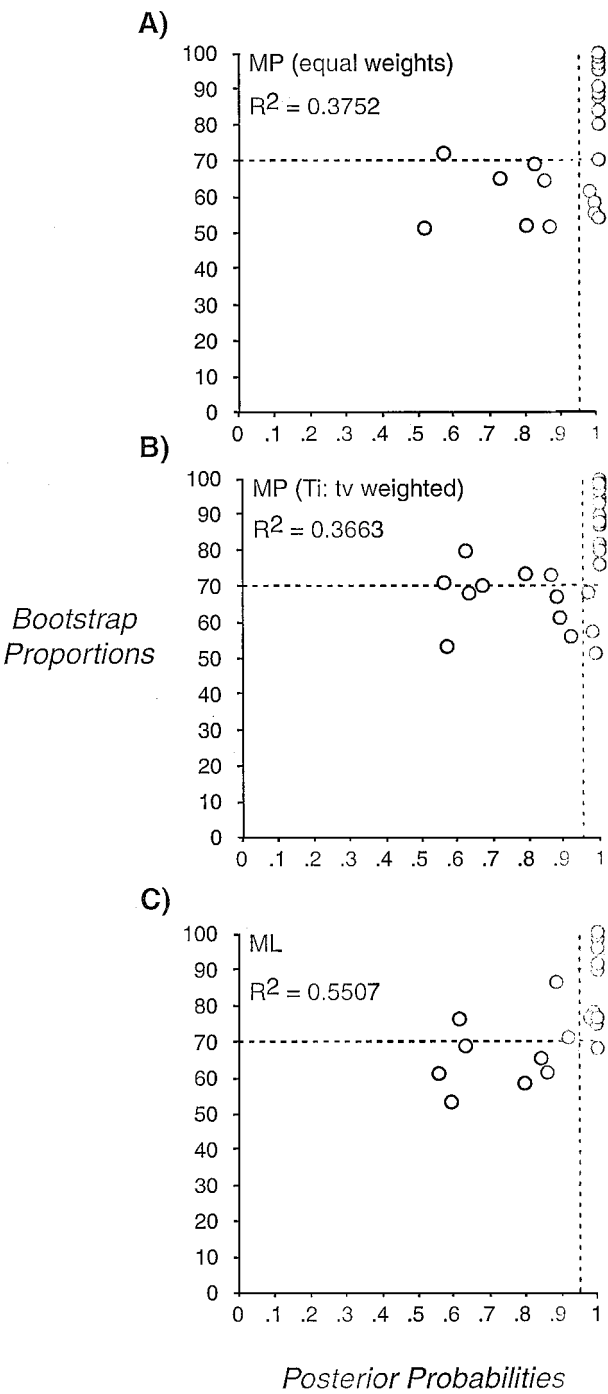 A)
MP (equal weights)
R2 = 0.3752
100
90
80
70
60
50
40
30
20
10
0
0 .1 .2 .3 .4 .5 .6 .7 .8 .9 1
B)
MP (Ti: tv weighted)
R2 = 0.3663
100
90
80
70
60
50
40
30
20
10
0
0 .1 .2 .3 .4 .5 .6 .7 .8 .9 1
Bootstrap
Proportions
C)
ML
R2 = 0.5507
100
90
80
70
60
50
40
30
20
10
0
0 .1 .2 .3 .4 .5 .6 .7 .8 .9 1
Posterior Probabilities